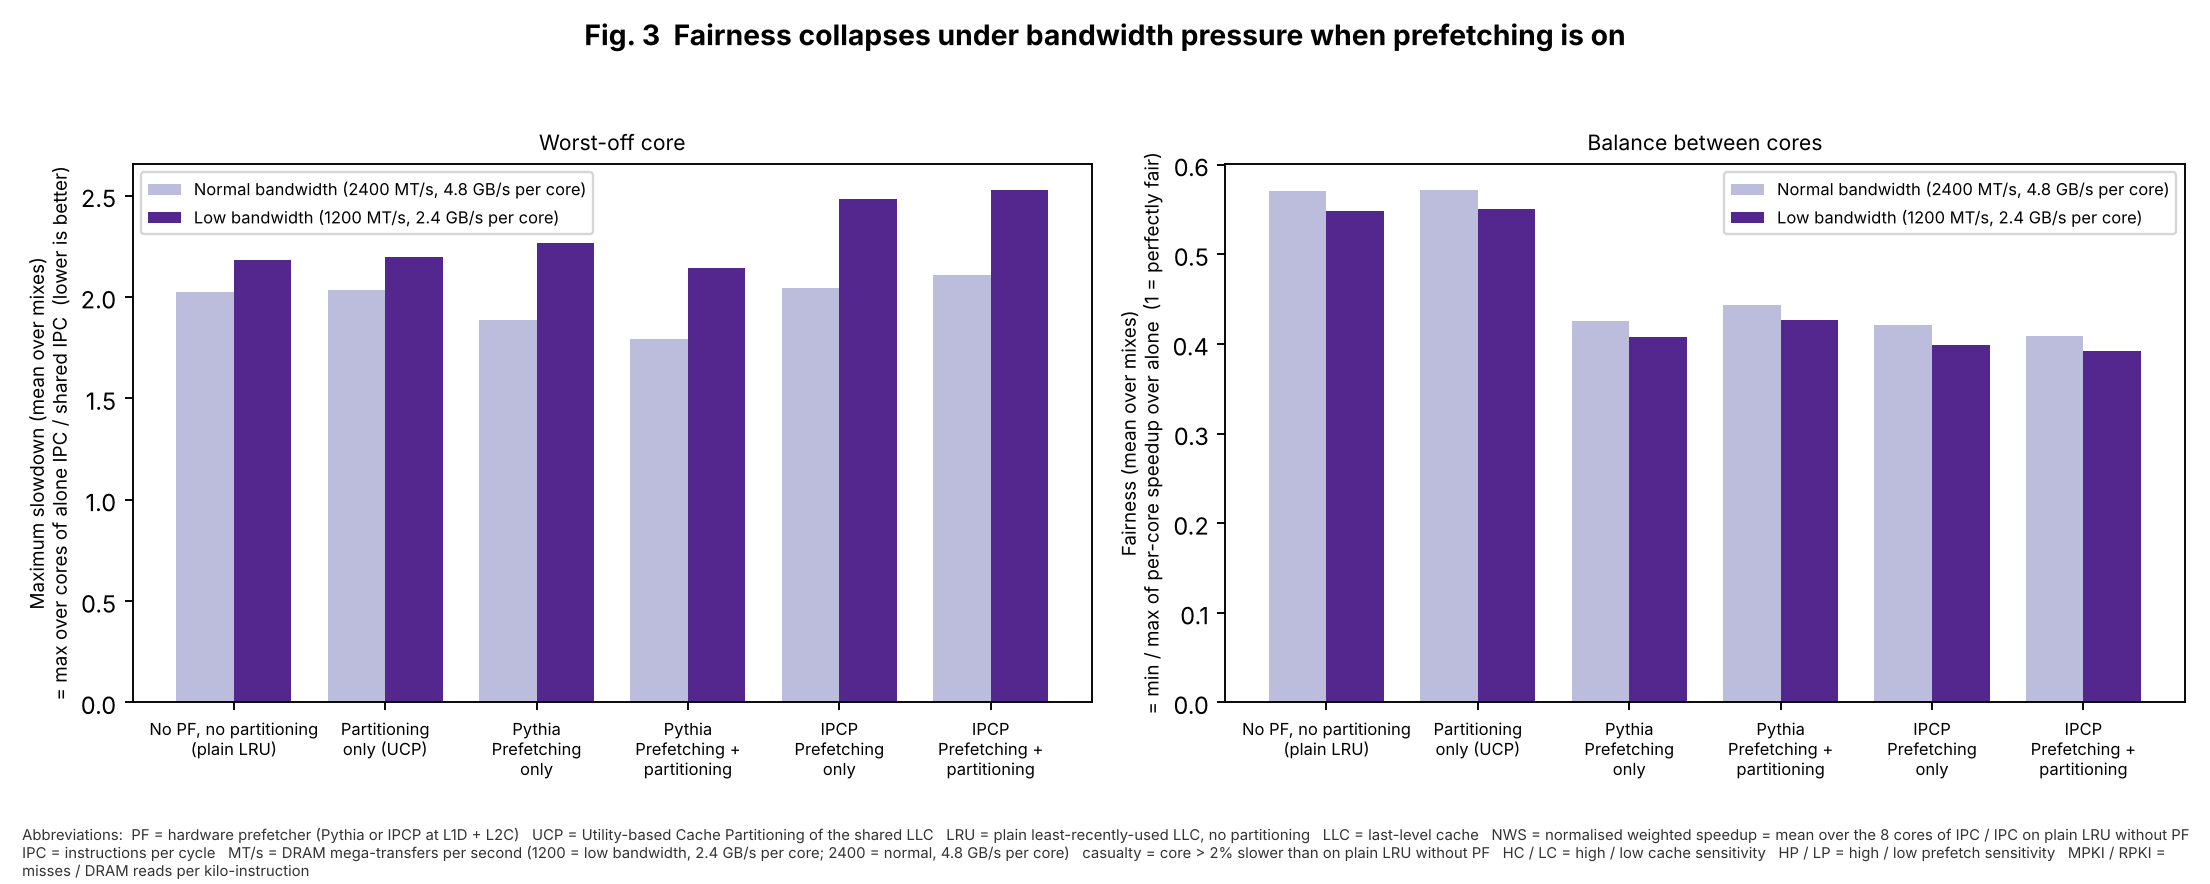 Fig. 3  Fairness collapses under bandwidth pressure when prefetching is on
Worst-off core
Maximum slowdown (mean over mixes)
= max over cores of alone IPC / shared IPC  (lower is better)
2.5
2.0
1.5
1.0
0.5
0.0
Normal bandwidth (2400 MT/s, 4.8 GB/s per core)
Low bandwidth (1200 MT/s, 2.4 GB/s per core)
No PF, no partitioning
(plain LRU)
Partitioning
only (UCP)
Pythia
Prefetching
only
Pythia
Prefetching +
partitioning
IPCP
Prefetching
only
IPCP
Prefetching +
partitioning
Balance between cores
Fairness (mean over mixes)
= min / max of per-core speedup over alone  (1 = perfectly fair)
0.6
0.5
0.4
0.3
0.2
0.1
0.0
Normal bandwidth (2400 MT/s, 4.8 GB/s per core)
Low bandwidth (1200 MT/s, 2.4 GB/s per core)
No PF, no partitioning
(plain LRU)
Partitioning
only (UCP)
Pythia
Prefetching
only
Pythia
Prefetching +
partitioning
IPCP
Prefetching
only
IPCP
Prefetching +
partitioning
Abbreviations:  PF = hardware prefetcher (Pythia or IPCP at L1D + L2C)   UCP = Utility-based Cache Partitioning of the shared LLC   LRU = plain least-recently-used LLC, no partitioning   LLC = last-level cache   NWS = normalised weighted speedup = mean over the 8 cores of IPC / IPC on plain LRU without PF
IPC = instructions per cycle   MT/s = DRAM mega-transfers per second (1200 = low bandwidth, 2.4 GB/s per core; 2400 = normal, 4.8 GB/s per core)   casualty = core > 2% slower than on plain LRU without PF   HC / LC = high / low cache sensitivity   HP / LP = high / low prefetch sensitivity   MPKI / RPKI =
misses / DRAM reads per kilo-instruction